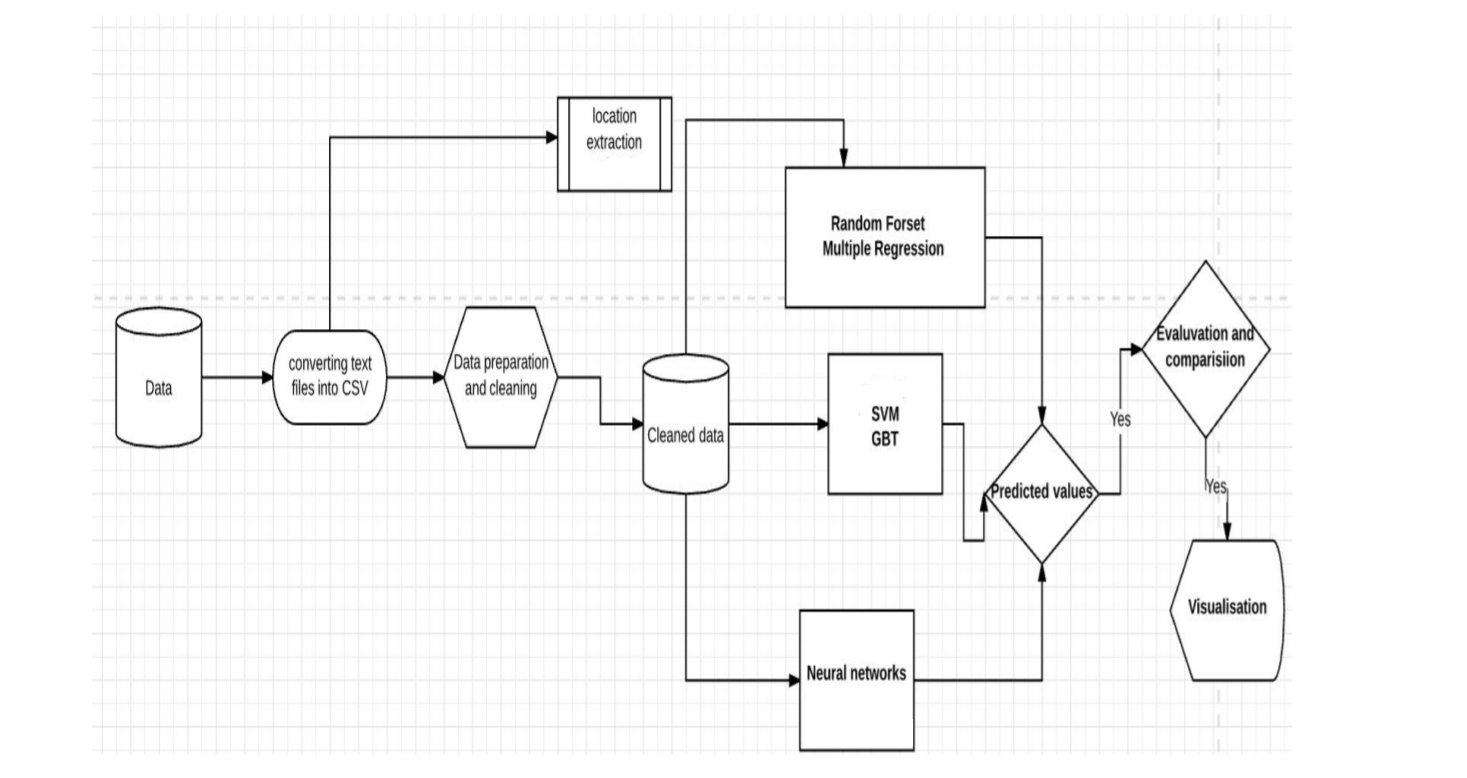 location
extraction
Random Forset
Multiple Regression
Data
converting text
files into CSV
Data preparation
and cleaning
Cleaned data
SVM
GBT
Predicted values
Yes
Evaluvation and
comparisiion
Yes
Neural networks
Visualisation